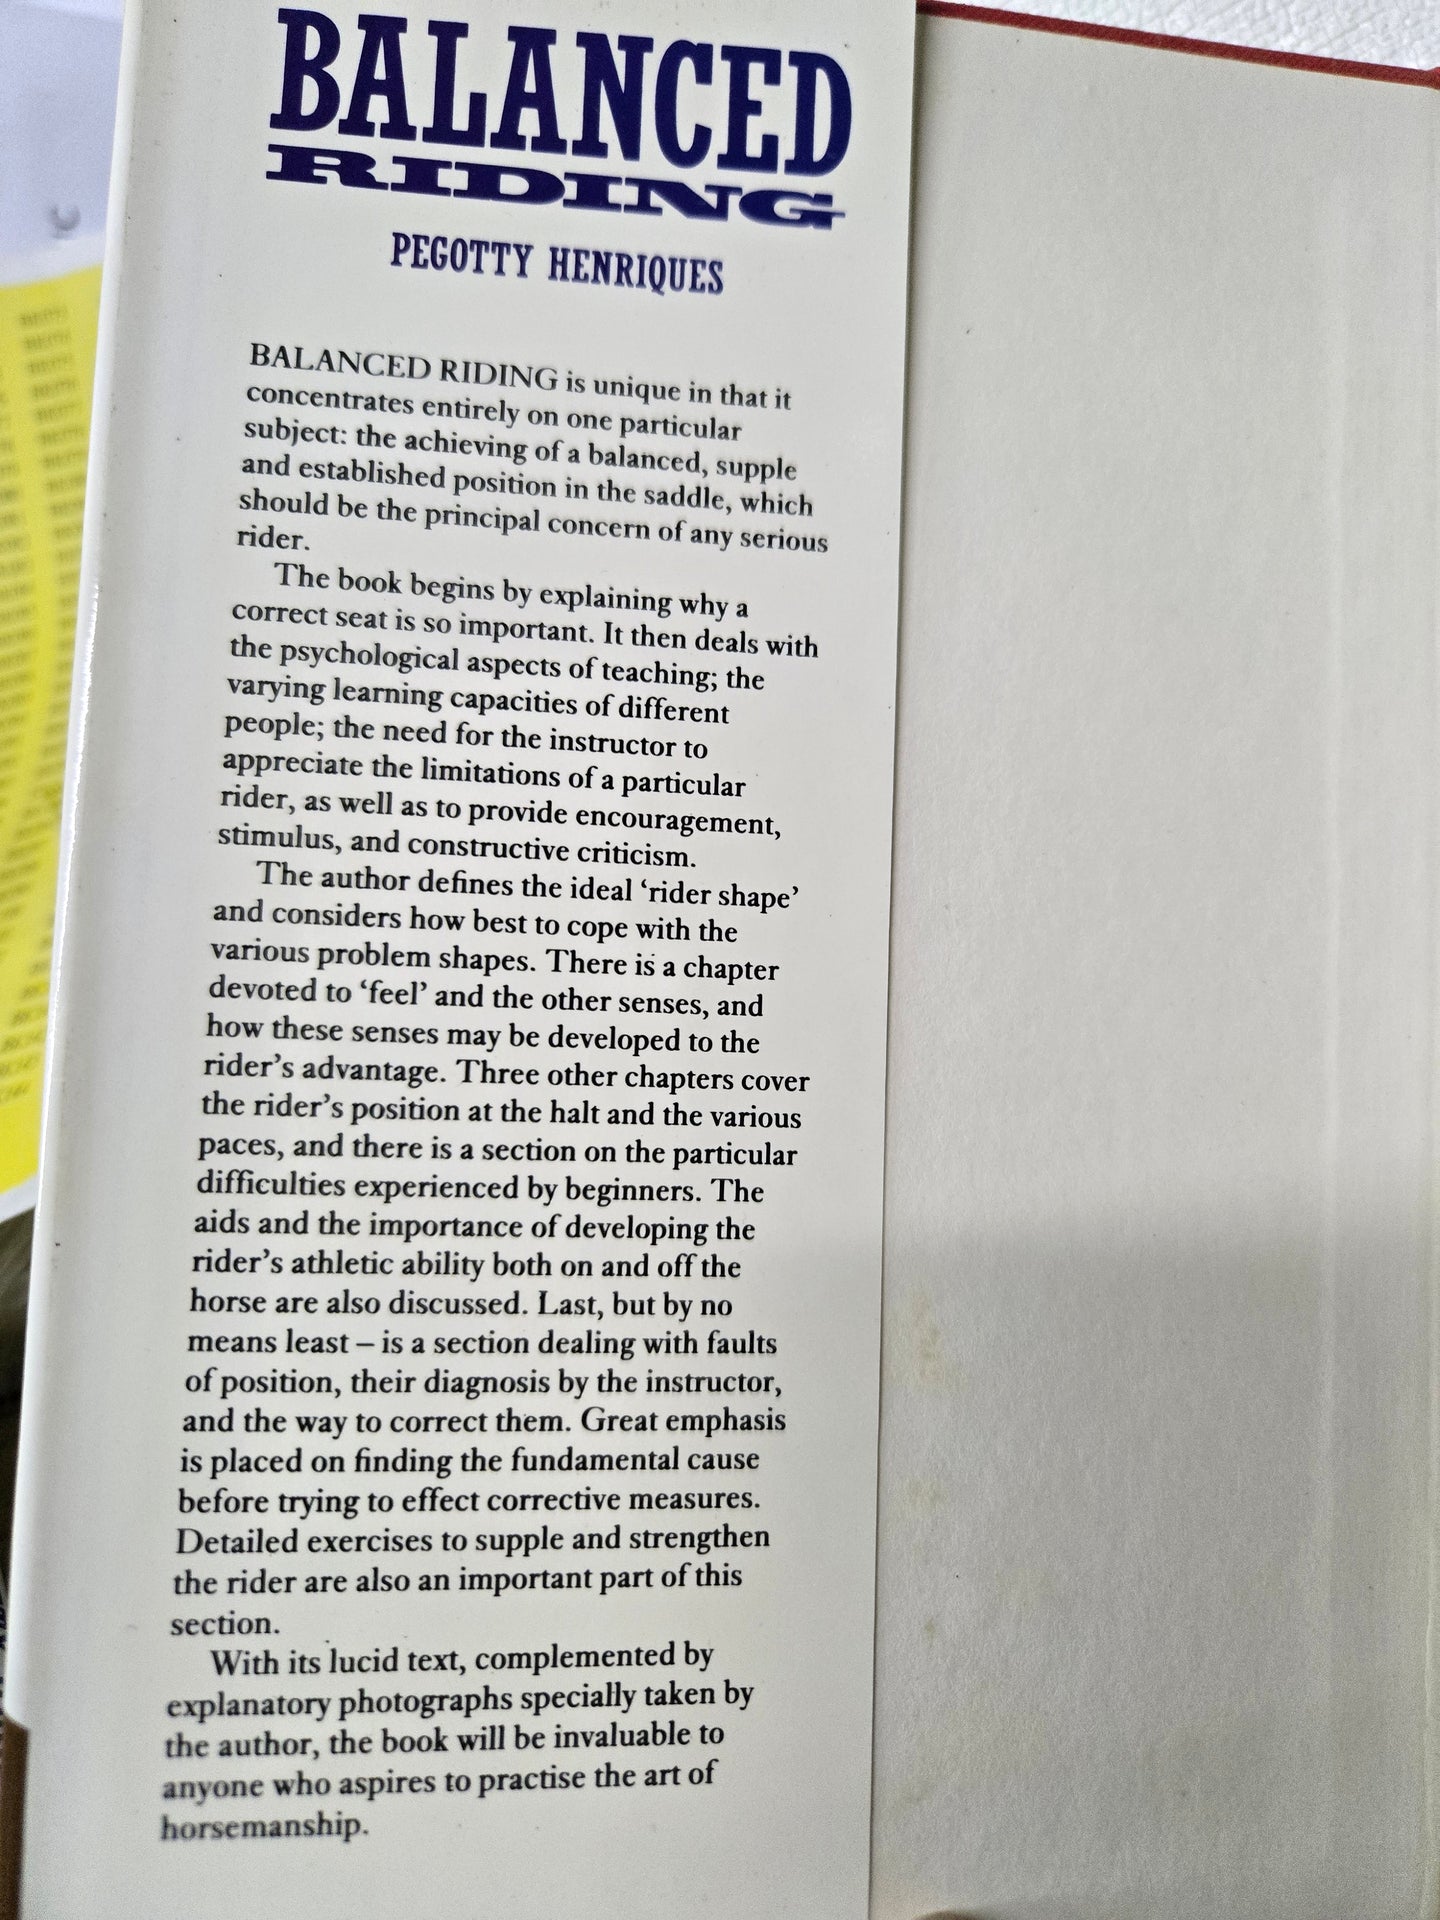 BALANCED
RIDING
PEGOTTY HENRIQUES
BALANCED RIDING is unique in that it
concentrates entirely on one particular
subject: the achieving of a balanced, supple
and established position in the saddle, which
should be the principal concern of any serious
rider.
The book begins by explaining why a
correct seat is so important. It then deals with
the psychological aspects of teaching; the
varying learning capacities of different
people; the need for the instructor to
appreciate the limitations of a particular
rider, as well as to provide encouragement,
stimulus, and constructive criticism.
The author defines the ideal ‘rider shape’
and considers how best to cope with the
various problem shapes. There is a chapter
devoted to ‘feel’ and the other senses, and
how these senses may be developed to the
rider’s advantage. Three other chapters cover
the rider’s position at the halt and the various
paces, and there is a section on the particular
difficulties experienced by beginners. The
aids and the importance of developing the
rider’s athletic ability both on and off the
horse are also discussed. Last, but by no
means least – is a section dealing with faults
of position, their diagnosis by the instructor,
and the way to correct them. Great emphasis
is placed on finding the fundamental cause
before trying to effect corrective measures.
Detailed exercises to supple and strengthen
the rider are also an important part of this
section.
With its lucid text, complemented by
explanatory photographs specially taken by
the author, the book will be invaluable to
anyone who aspires to practise the art of
horsemanship.